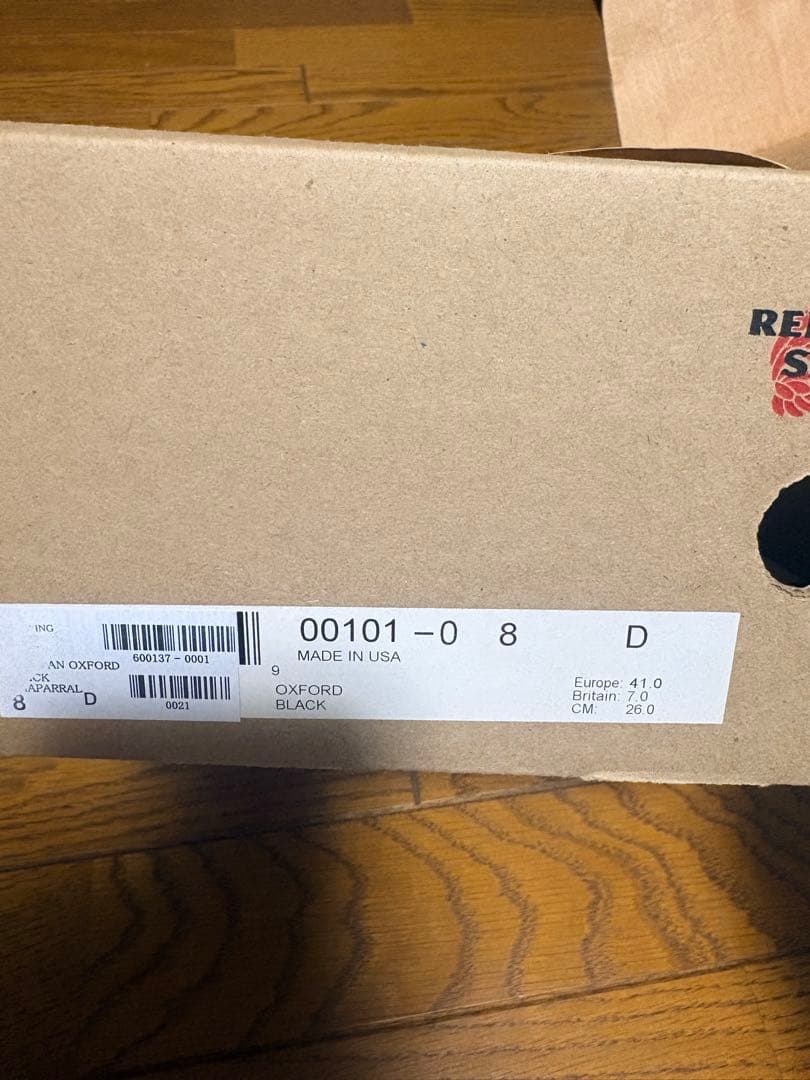 RE
S
ING
600137-0001
AN OXFORD
CK
APARRAL
8 D
0021
9
00101-0 8 D
MADE IN USA
OXFORD
BLACK
Europe: 41.0
Britain: 7.0
CM: 26.0